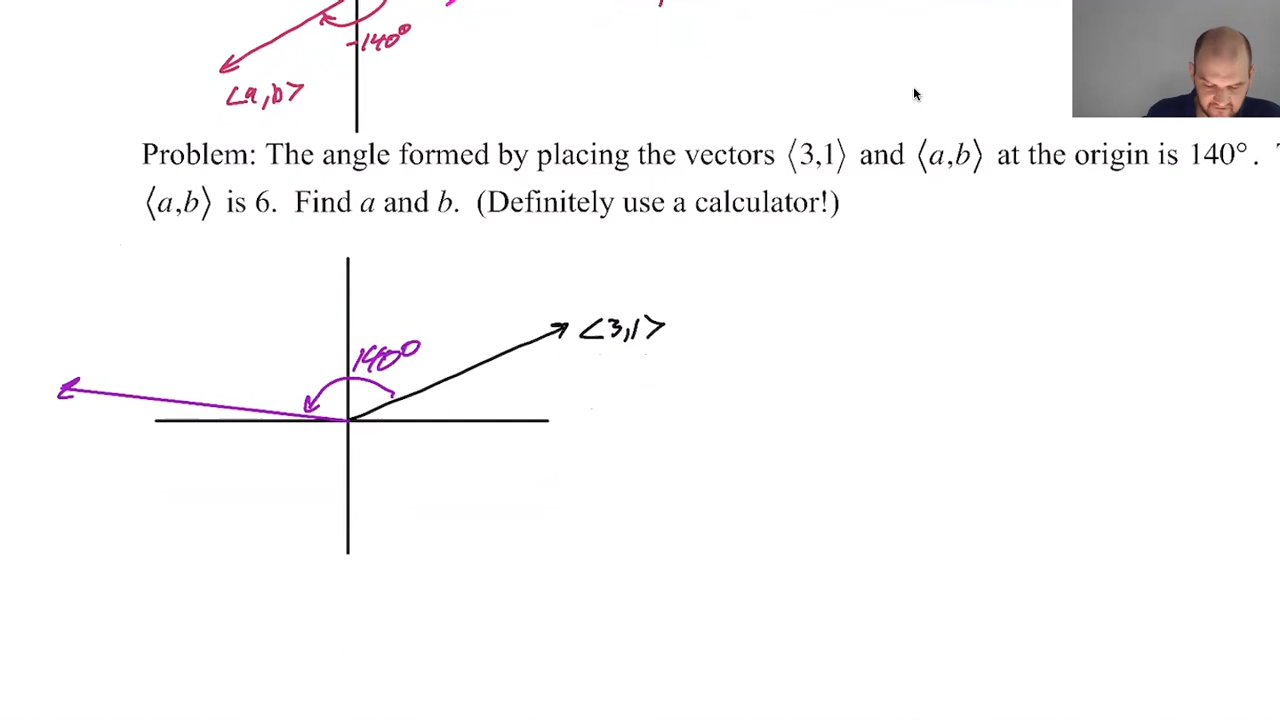 -140°
<a,b>
Problem: The angle formed by placing the vectors ⟨3,1⟩ and ⟨a,b⟩ at the origin is 140°.
⟨a,b⟩ is 6. Find a and b. (Definitely use a calculator!)
<3,1>
140°